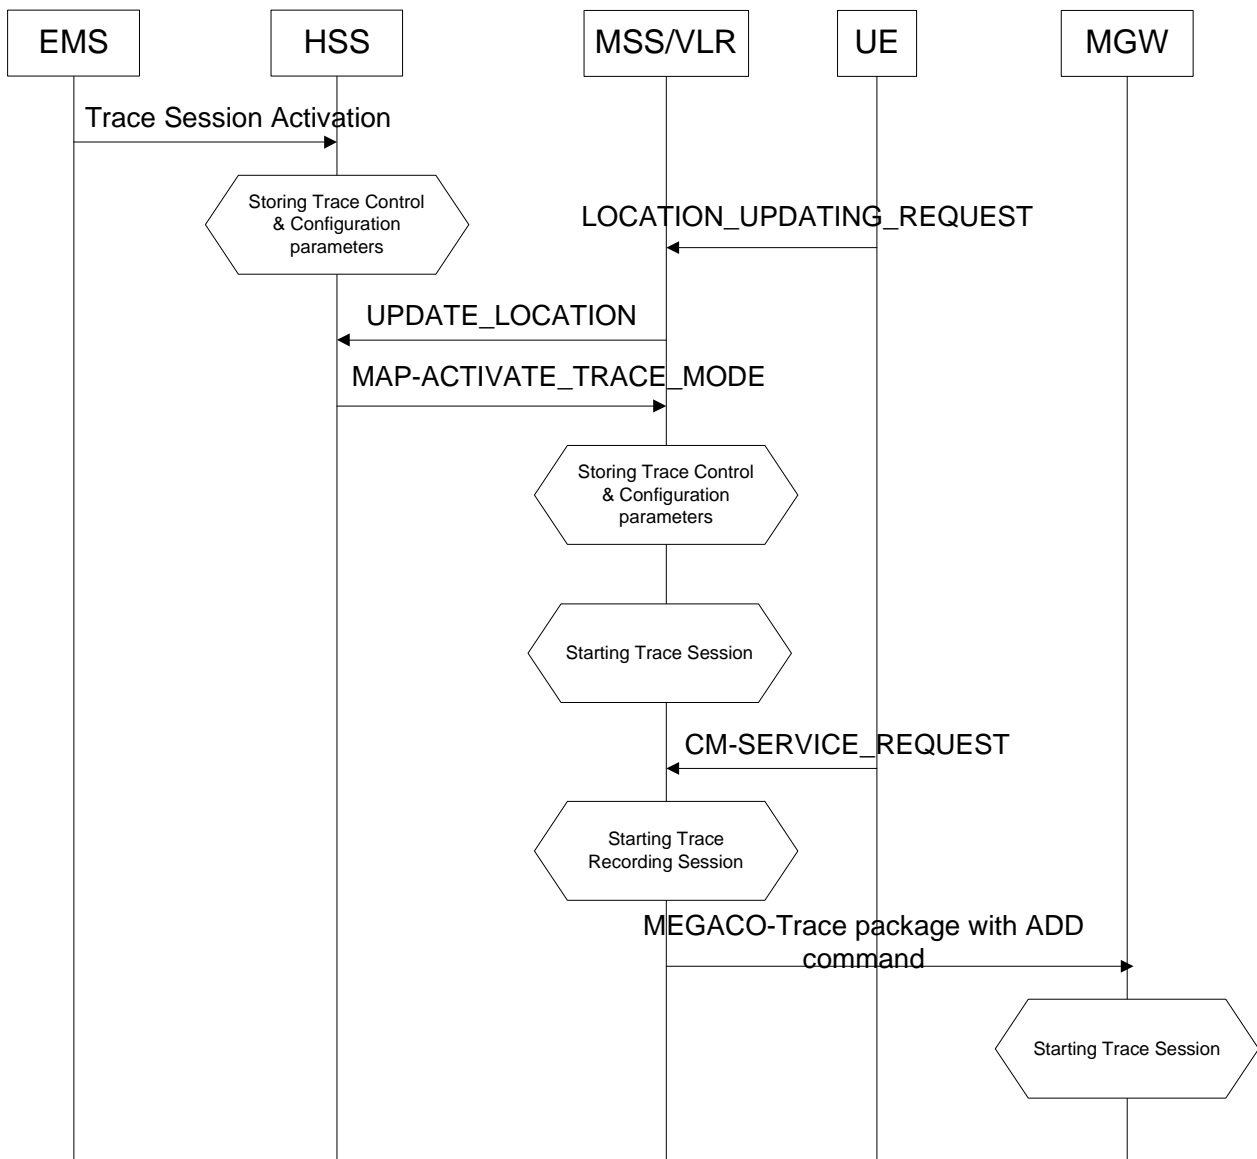 EMS
HSS
MSS/VLR
UE
MGW
Trace Session Activation
Storing Trace Control
& Configuration
parameters
LOCATION_UPDATING_REQUEST
UPDATE_LOCATION
MAP-ACTIVATE_TRACE_MODE
Storing Trace Control
& Configuration
parameters
Starting Trace Session
CM-SERVICE_REQUEST
Starting Trace
Recording Session
MEGACO-Trace package with ADD
command
Starting Trace Session